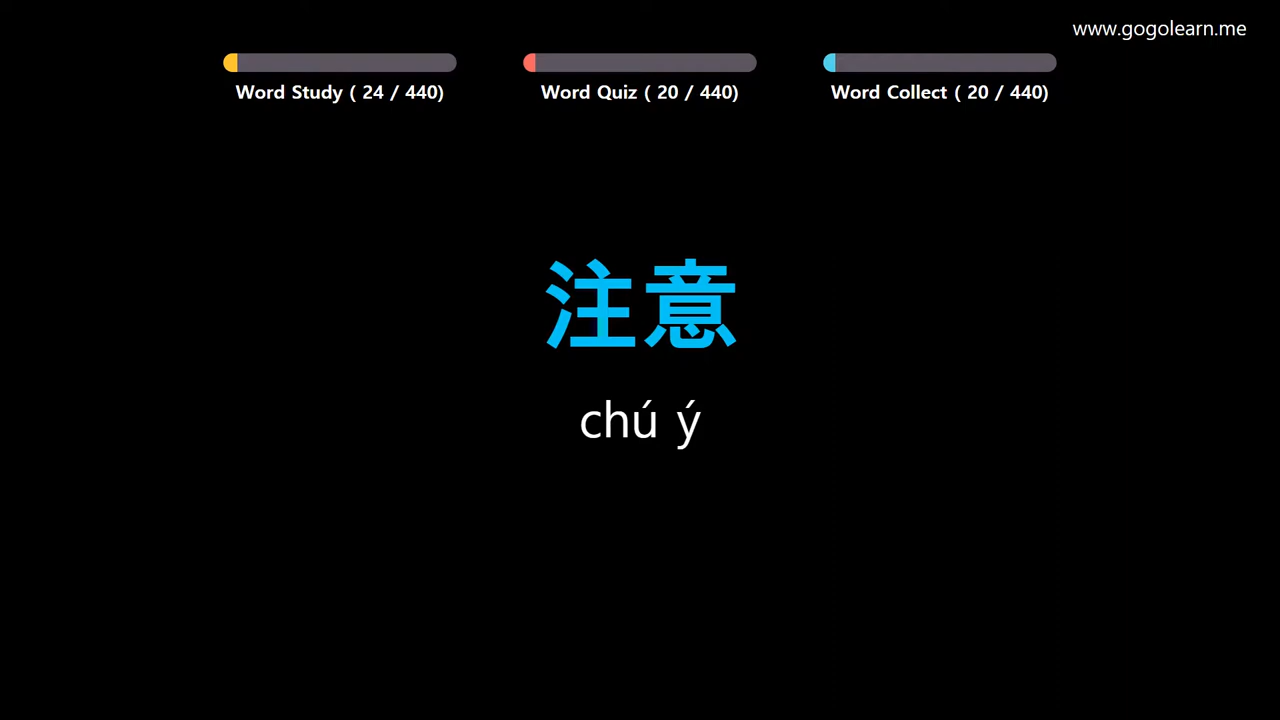 www.gogolearn.me
Word Study ( 24 / 440)
Word Quiz ( 20 / 440)
Word Collect ( 20 / 440)
注意
chú ý